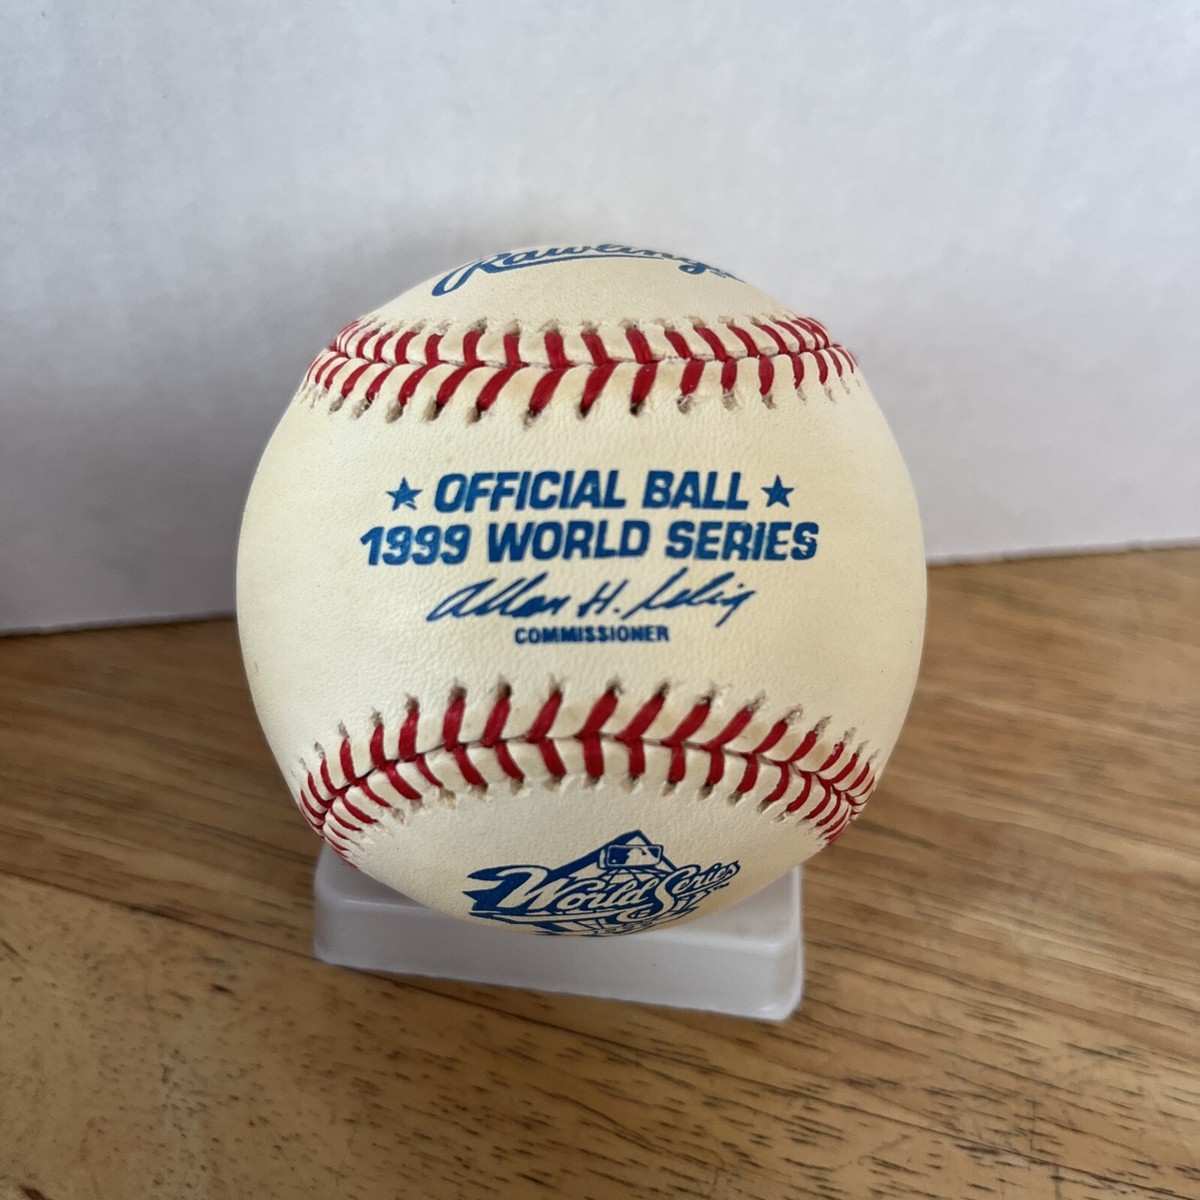 Rawlings
★ OFFICIAL BALL ★
1999 WORLD SERIES
Allan H. Selig
COMMISSIONER
World Series